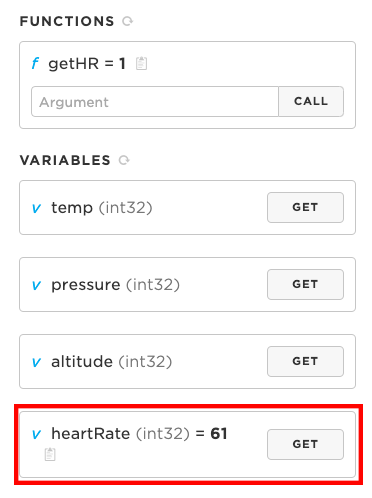 FUNCTIONS
f getHR = 1
Argument CALL
VARIABLES
v temp (int32) GET
v pressure (int32) GET
v altitude (int32) GET
v heartRate (int32) = 61 GET